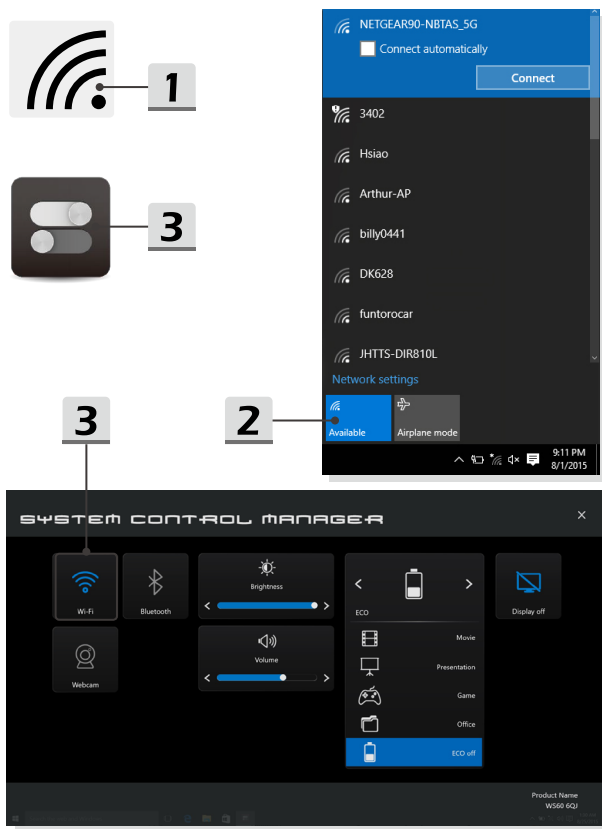 1
3
NETGEAR90-NBTAS_5G
Connect automatically
Connect
3402
Hsiao
Arthur-AP
billy0441
DK628
funtorocar
JHTTS-DIR810L
Network settings
Available
Airplane mode
9:11 PM
8/1/2015
3
2
SYSTEM CONTROL MANAGER
Wi-Fi
Bluetooth
Brightness
ECO
Display off
Webcam
Volume
Movie
Presentation
Game
Office
ECO off
Product Name
WS60 6QJ